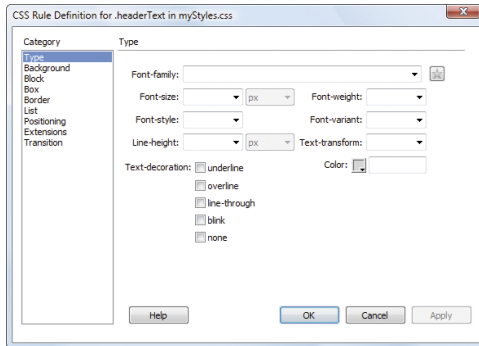 CSS Rule Definition for .headerText in myStyles.css
Category
Type
Background
Block
Box
Border
List
Positioning
Extensions
Transition
Type
Font-family:
Font-size: px Font-weight:
Font-style: Font-variant:
Line-height: px Text-transform:
Text-decoration: underline Color:
overline
line-through
blink
none
Help OK Cancel Apply